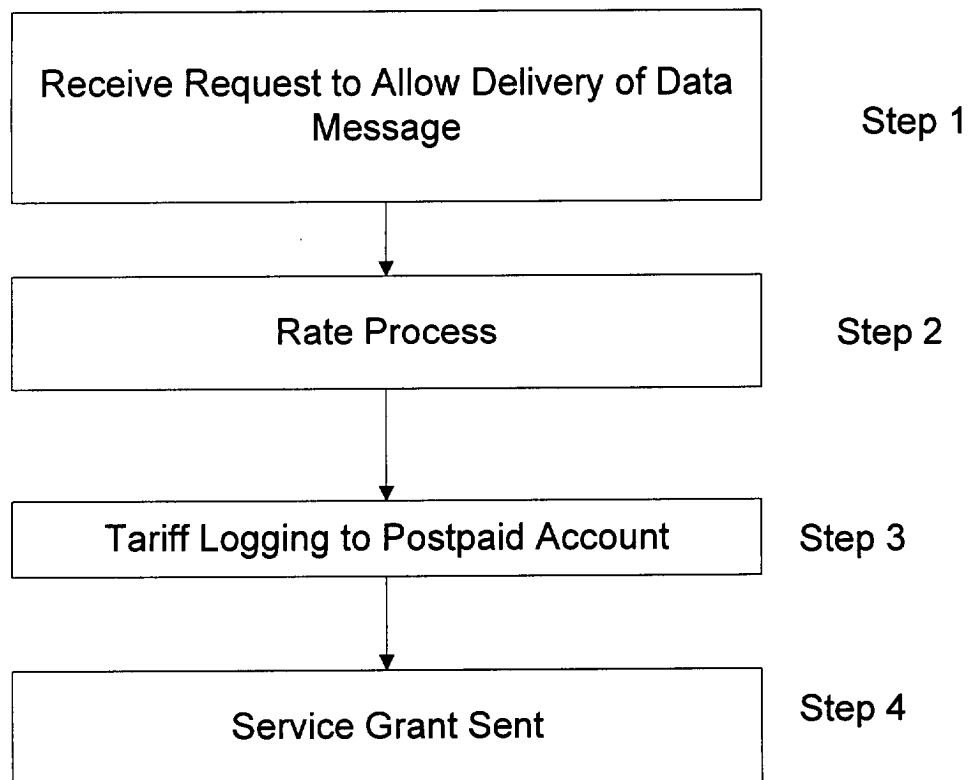 Receive Request to Allow Delivery of Data
Message
Step 1
Rate Process
Step 2
Tariff Logging to Postpaid Account
Step 3
Service Grant Sent
Step 4